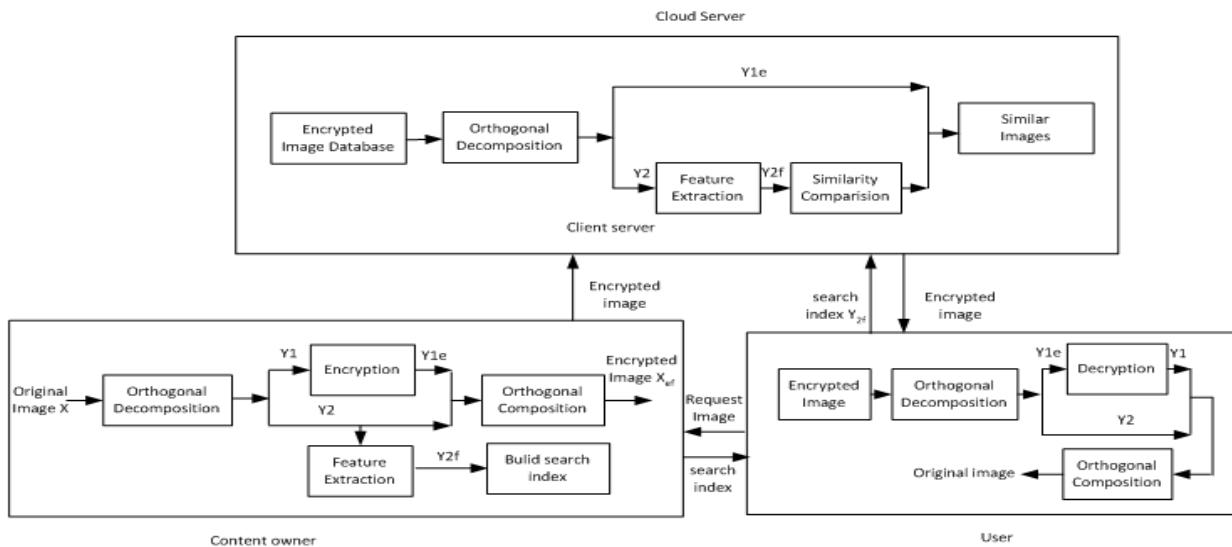 Cloud Server
Y1e
Encrypted
Image Database
Orthogonal
Decomposition
Similar
Images
Y2
Feature
Extraction
Y2f
Similarity
Comparision
Client server
Encrypted
image
search
index Y2f
Encrypted
image
Original
Image X
Orthogonal
Decomposition
Y1
Encryption
Y1e
Y2
Orthogonal
Composition
Encrypted
Image Xef
Feature
Extraction
Y2f
Bulid search
index
Request
Image
search
index
Encrypted
Image
Orthogonal
Decomposition
Y1e
Decryption
Y1
Y2
Orthogonal
Composition
Original image
Content owner
User